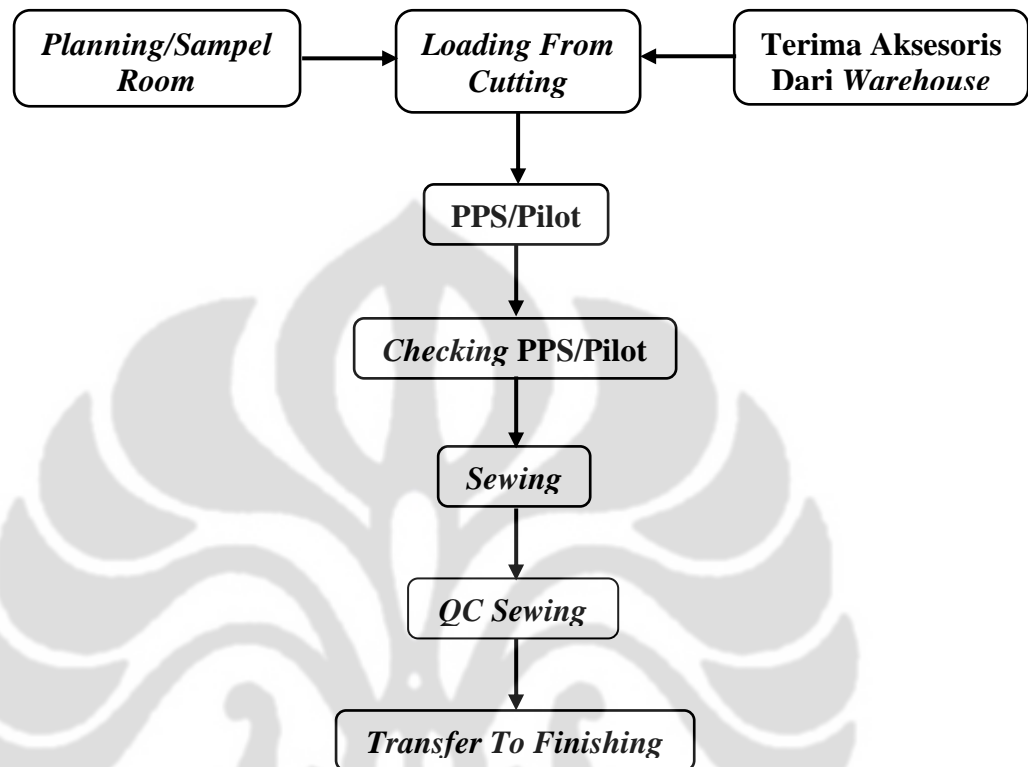 Planning/Sampel
Room
Loading From
Cutting
Terima Aksesoris
Dari Warehouse
PPS/Pilot
Checking PPS/Pilot
Sewing
QC Sewing
Transfer To Finishing